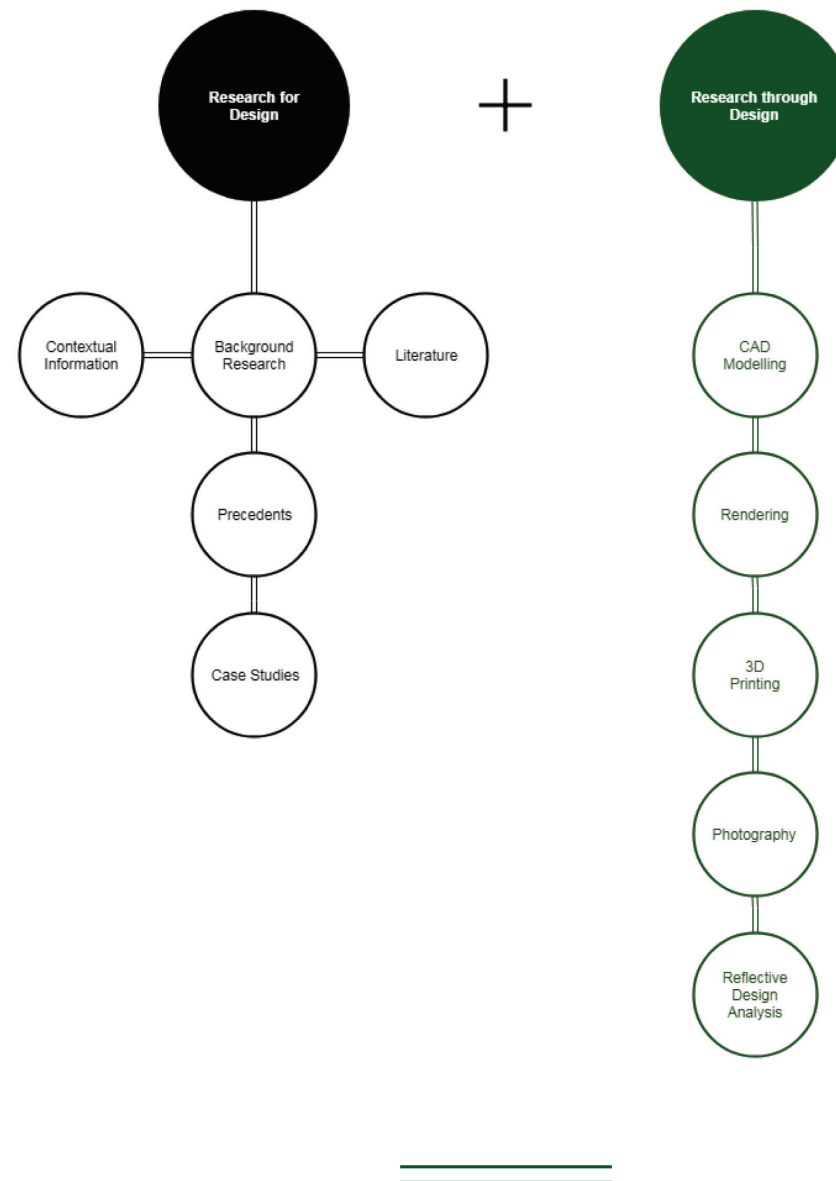 Research for
Design
Research through
Design
Contextual
Information
Background
Research
Literature
CAD
Modelling
Precedents
Rendering
Case Studies
3D
Printing
Photography
Reflective
Design
Analysis